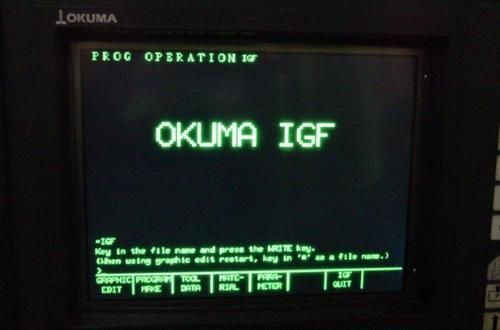 OKUMA
PROG OPERATION IGF
OKUMA IGF
=IGF
Key in the file name and press the WRITE key.
(When using graphic edit restart, key in "@" as a file name.)
>
GRAPHIC PROGRAM TOOL MATE- PARA- IGF
EDIT MAKE DATA RIAL METER QUIT